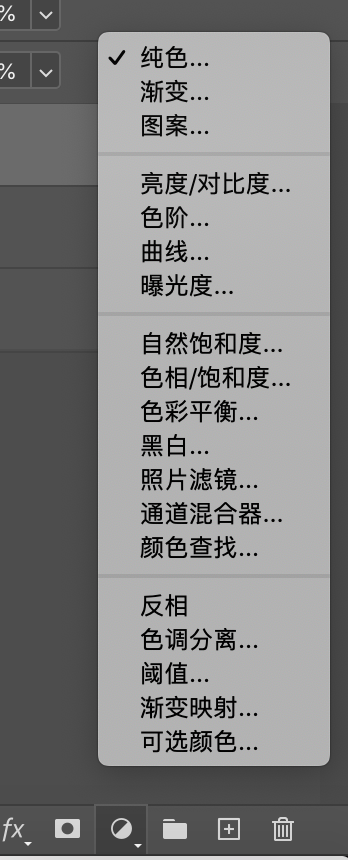 %
%
纯色...
渐变...
图案...
亮度/对比度...
色阶...
曲线...
曝光度...
自然饱和度...
色相/饱和度...
色彩平衡...
黑白...
照片滤镜...
通道混合器...
颜色查找...
反相
色调分离...
阈值...
渐变映射...
可选颜色...
fx